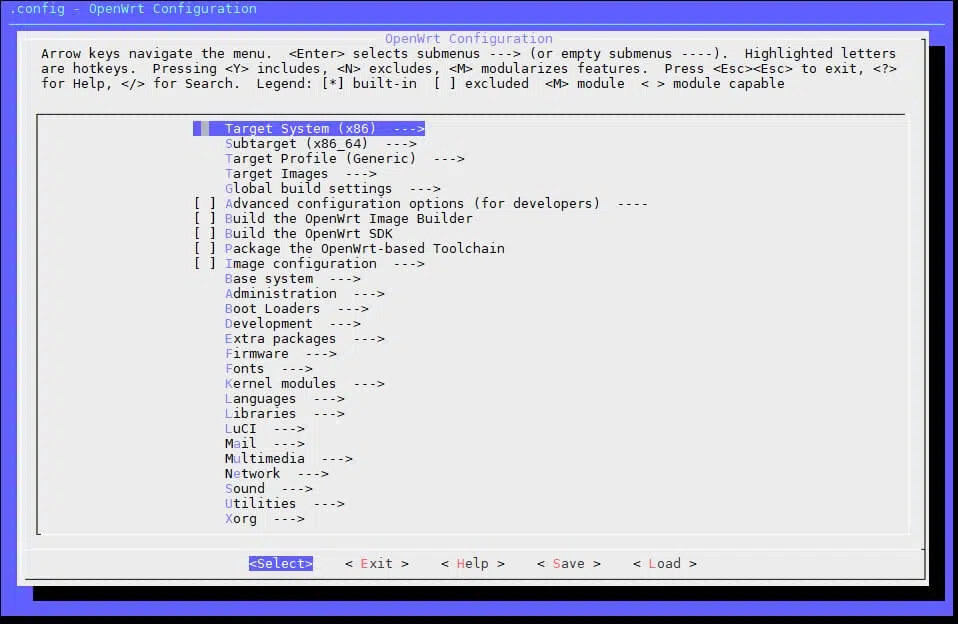 .config - OpenWrt Configuration
OpenWrt Configuration
Arrow keys navigate the menu.  <Enter> selects submenus ---> (or empty submenus ----).  Highlighted letters
are hotkeys.  Pressing <Y> includes, <N> excludes, <M> modularizes features.  Press <Esc><Esc> to exit, <?>
for Help, </> for Search.  Legend: [*] built-in  [ ] excluded  <M> module  < > module capable
Target System (x86)  --->
Subtarget (x86_64)  --->
Target Profile (Generic)  --->
Target Images  --->
Global build settings  --->
[ ] Advanced configuration options (for developers)  ----
[ ] Build the OpenWrt Image Builder
[ ] Build the OpenWrt SDK
[ ] Package the OpenWrt-based Toolchain
[ ] Image configuration  --->
Base system  --->
Administration  --->
Boot Loaders  --->
Development  --->
Extra packages  --->
Firmware  --->
Fonts  --->
Kernel modules  --->
Languages  --->
Libraries  --->
LuCI  --->
Mail  --->
Multimedia  --->
Network  --->
Sound  --->
Utilities  --->
Xorg  --->
<Select>    < Exit >    < Help >    < Save >    < Load >